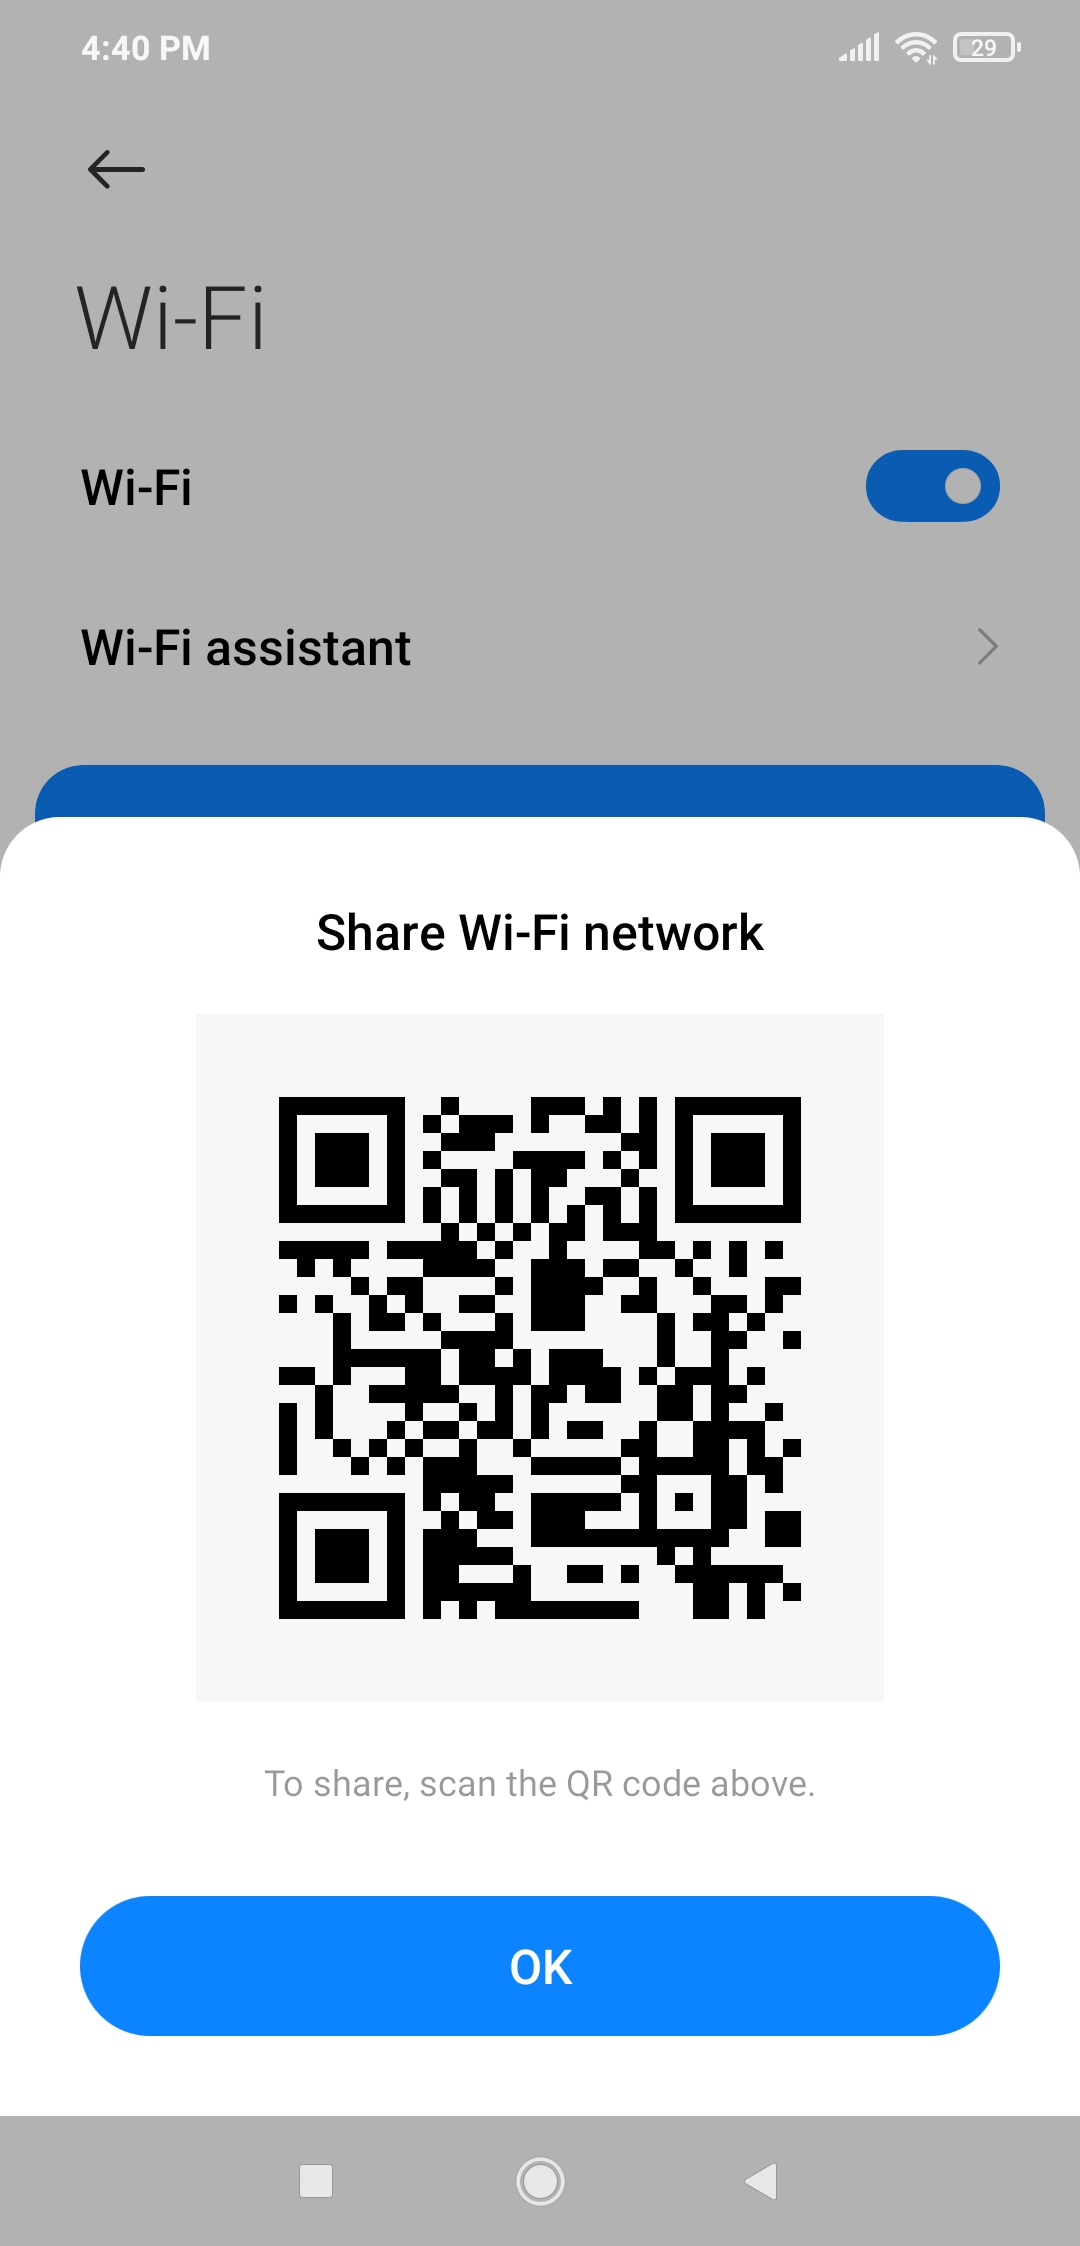 4:40 PM
29
Wi-Fi
Wi-Fi
Wi-Fi assistant
Share Wi-Fi network
To share, scan the QR code above.
OK